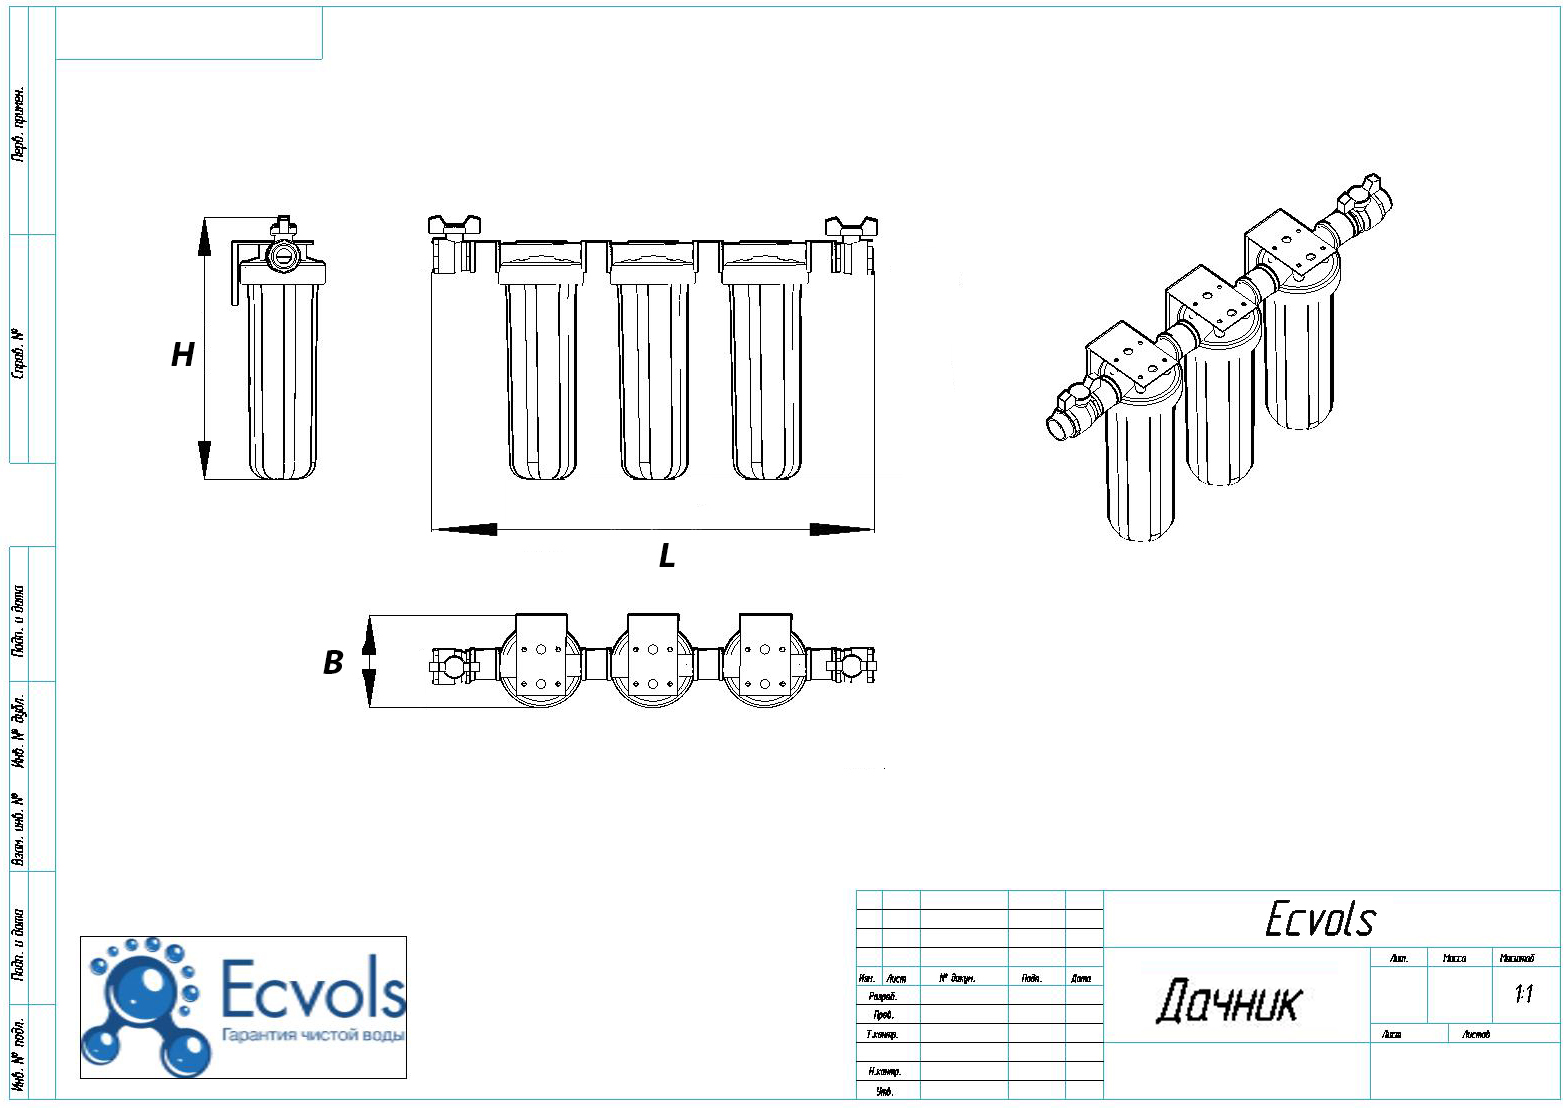 Перв. примен.
Справ. №
Подп. и дата
Инв. № дубл.
Взам. инв. №
Подп. и дата
Инв. № подл.
H
L
B
Ecvols
Гарантия чистой воды
Ecvols
Изм. Лист № докум. Подп. Дата
Разраб.
Пров.
Т.контр.
Н.контр.
Утв.
Дачник
Лит. Масса Масштаб
1:1
Лист Листов